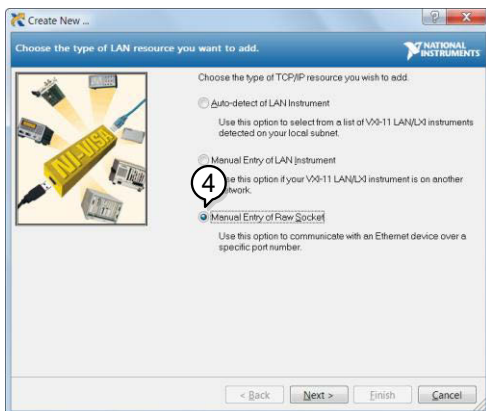 Create New ...
Choose the type of LAN resource you want to add.
NATIONAL
INSTRUMENTS
Choose the type of TCP/IP resource you wish to add.
Auto-detect of LAN Instrument
Use this option to select from a list of VXI-11 LAN/LXI instruments
detected on your local subnet.
Manual Entry of LAN Instrument
se this option if your VXI-11 LAN/LXI instrument is on another
etwork.
4
Manual Entry of Raw Socket
Use this option to communicate with an Ethernet device over a
specific port number.
NI-VISA
< Back
Next >
Finish
Cancel